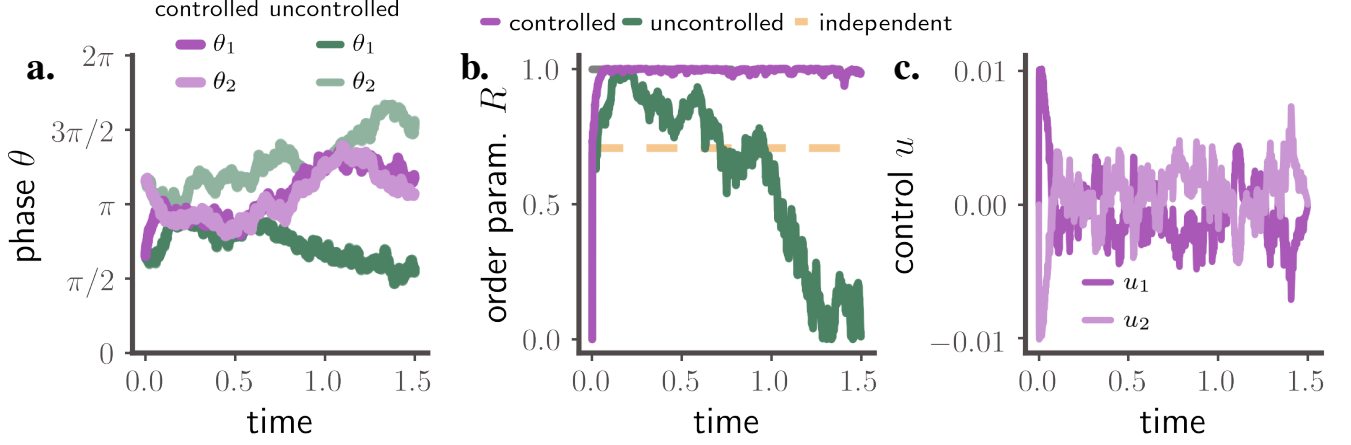 controlled uncontrolled
θ1 θ1
θ2 θ2
a.
phase θ
2π
3π/2
π
π/2
0
0.0 0.5 1.0 1.5
time
controlled uncontrolled independent
b.
order param. R
1.0
0.5
0.0
0.0 0.5 1.0 1.5
time
c.
control u
0.01
0.00
−0.01
u1
u2
0.0 0.5 1.0 1.5
time